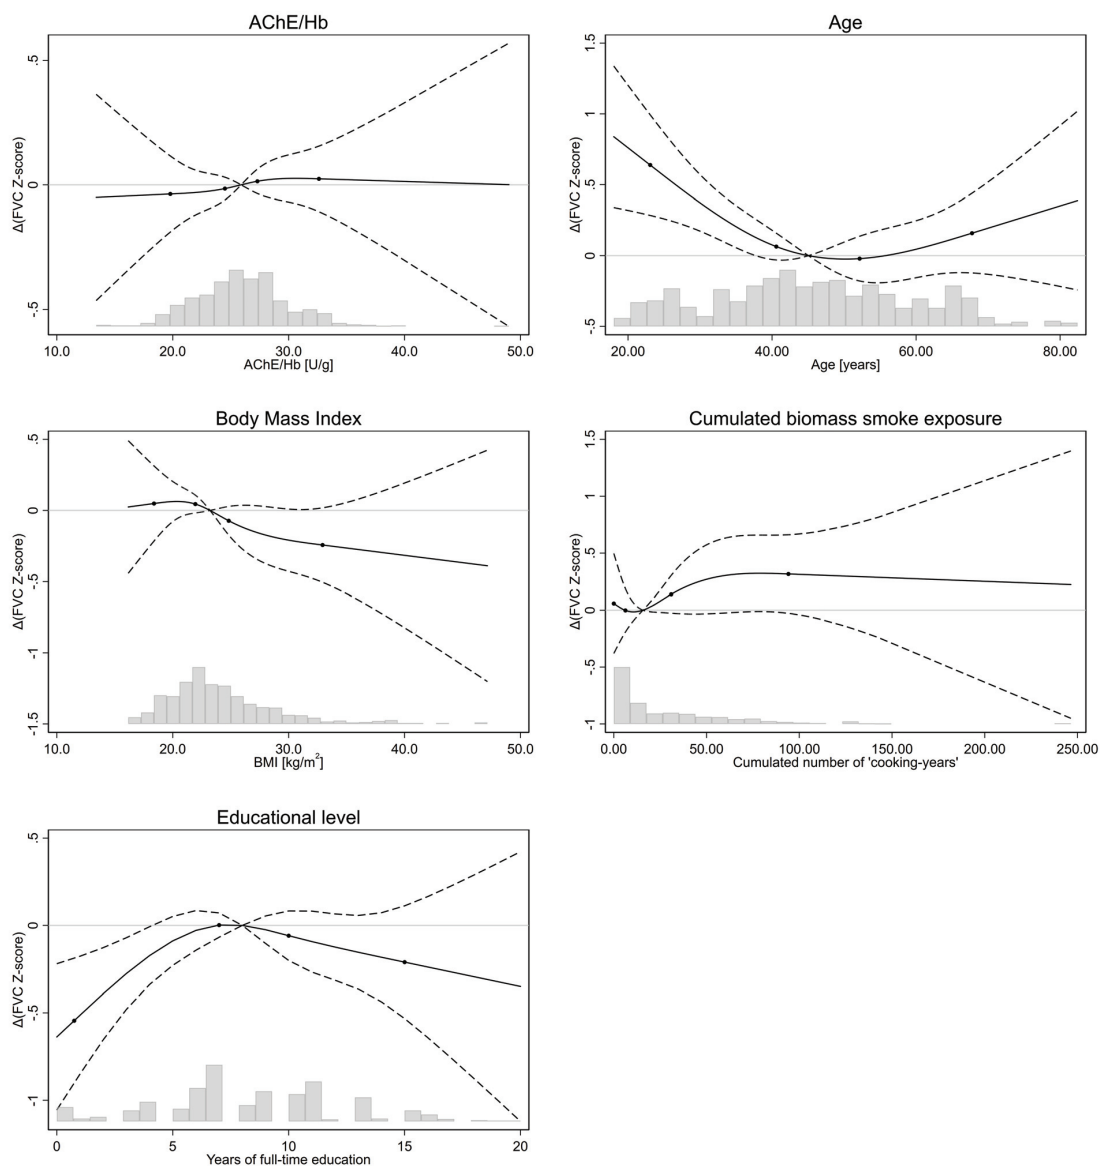 AChE/Hb
Δ(FVC Z-score)
.5
0
-.5
10.0 20.0 30.0 40.0 50.0
AChE/Hb [U/g]
Age
Δ(FVC Z-score)
1.5
1
.5
0
-.5
20.00 40.00 60.00 80.00
Age [years]
Body Mass Index
Δ(FVC Z-score)
.5
0
-.5
-1
-1.5
10.0 20.0 30.0 40.0 50.0
BMI [kg/m²]
Cumulated biomass smoke exposure
Δ(FVC Z-score)
1.5
1
.5
0
-.5
-1
0.00 50.00 100.00 150.00 200.00 250.00
Cumulated number of 'cooking-years'
Educational level
Δ(FVC Z-score)
.5
0
-.5
-1
0 5 10 15 20
Years of full-time education